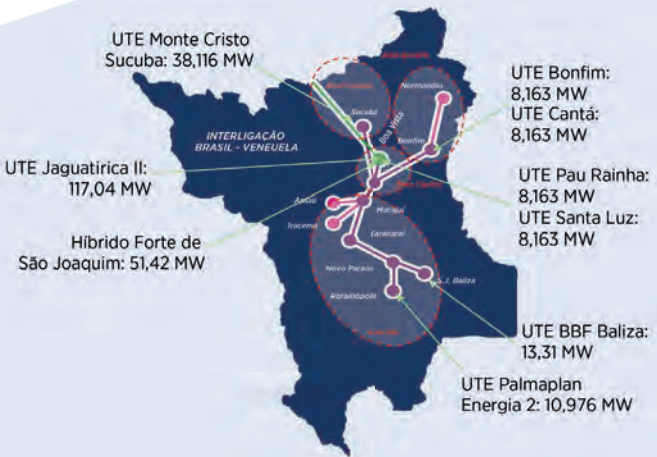 UTE Monte Cristo
Sucuba: 38,116 MW
UTE Bonfim:
8,163 MW
UTE Cantá:
8,163 MW
Normandia
Sucuba
Boa Vista
Bonfim
INTERLIGAÇÃO
BRASIL - VENEUELA
UTE Jaguatirica II:
117,04 MW
UTE Pau Rainha:
8,163 MW
UTE Santa Luz:
8,163 MW
Híbrido Forte de
São Joaquim: 51,42 MW
Iracema
Mucajaí
Caracaraí
Novo Paraíso
S.J. Baliza
Rorainópolis
UTE BBF Baliza:
13,31 MW
UTE Palmaplan
Energia 2: 10,976 MW